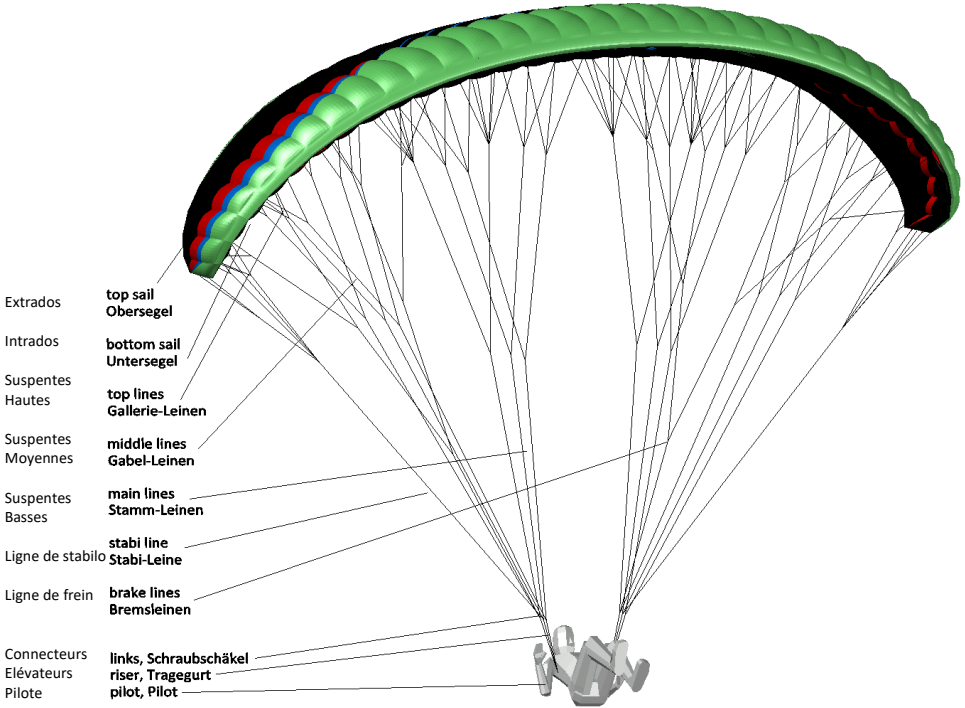 Extrados
top sail
Obersegel
Intrados
bottom sail
Untersegel
Suspentes
Hautes
top lines
Gallerie-Leinen
Suspentes
Moyennes
middle lines
Gabel-Leinen
Suspentes
Basses
main lines
Stamm-Leinen
Ligne de stabilo
stabi line
Stabi-Leine
Ligne de frein
brake lines
Bremsleinen
Connecteurs
links, Schraubschäkel
Elévateurs
riser, Tragegurt
Pilote
pilot, Pilot